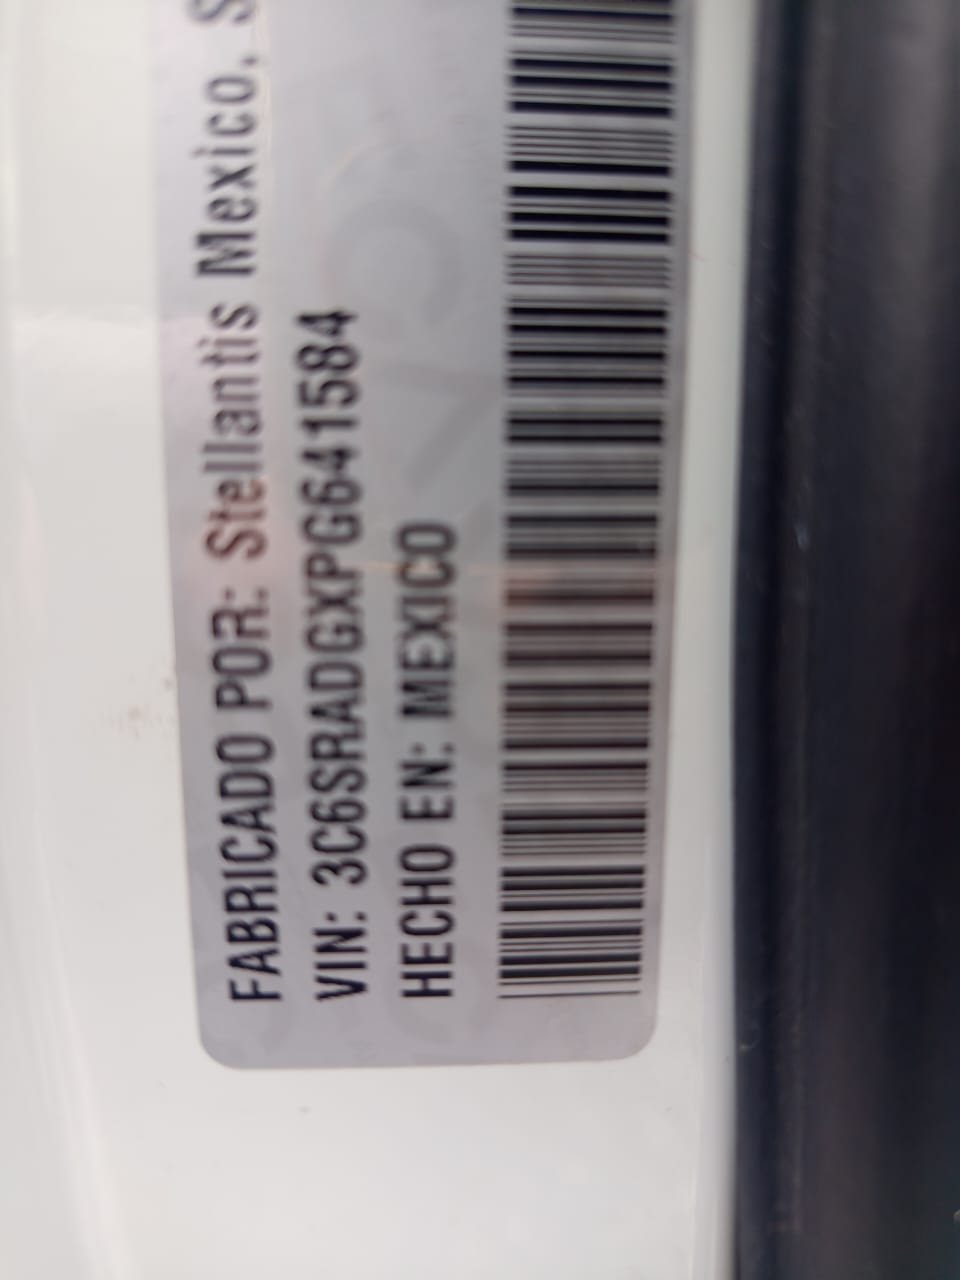 FABRICADO POR: Stellantis Mexico, S
VIN: 3C6SRADGXPG641584
HECHO EN: MEXICO